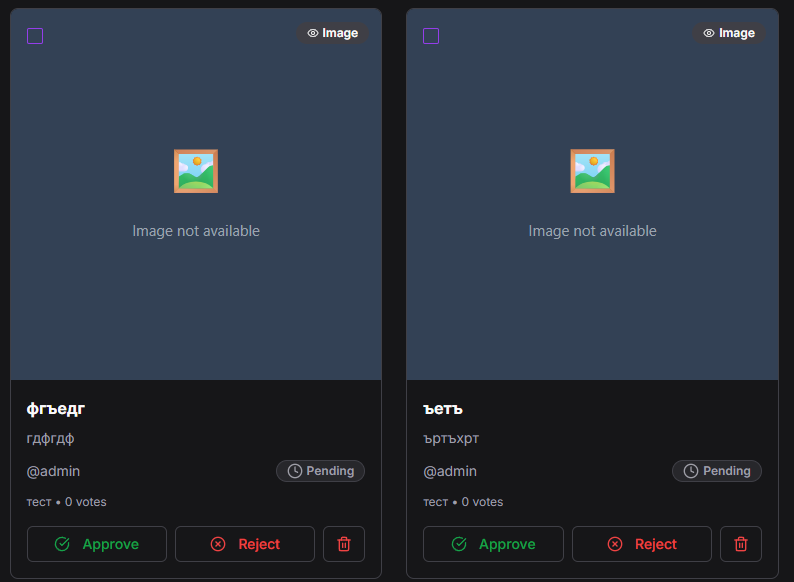 Image
Image not available
фгъедг
гдфгдф
@admin
Pending
тест • 0 votes
Approve
Reject
Image
Image not available
ъетъ
ъртъхрт
@admin
Pending
тест • 0 votes
Approve
Reject